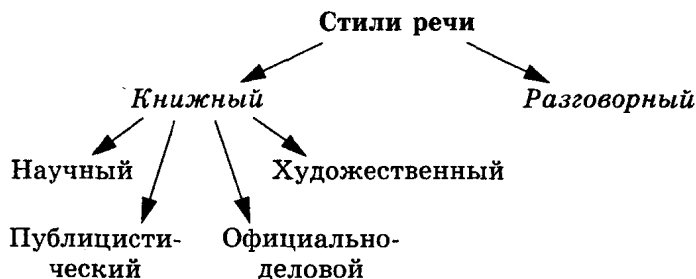 Стили речи
Книжный Разговорный
Научный Художественный
Публицисти- Официально-
ческий деловой